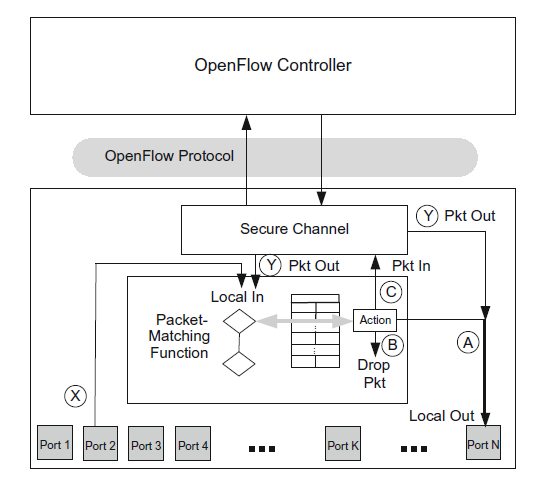 OpenFlow Controller
OpenFlow Protocol
Secure Channel
Y Pkt Out
Y Pkt Out
Pkt In
Local In
C
Packet-
Matching
Function
Action
A
B
Drop
Pkt
X
Local Out
Port 1
Port 2
Port 3
Port 4
Port K
Port N